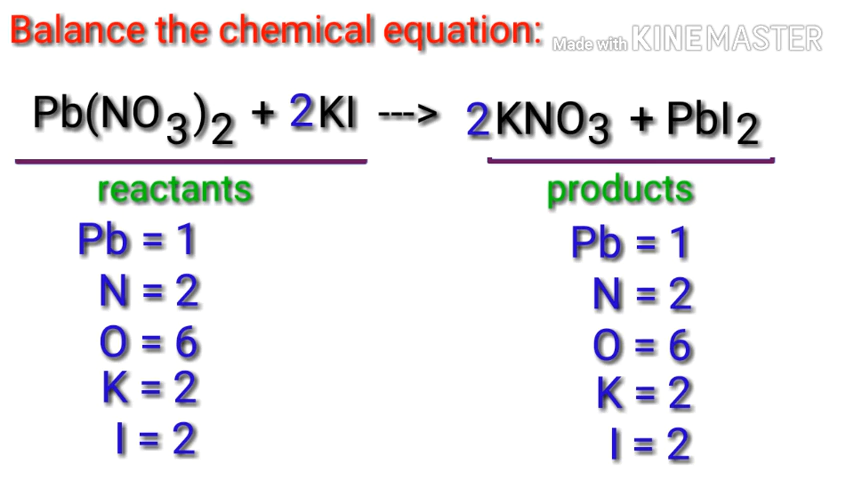 Balance the chemical equation:
Made with KINEMASTER
Pb(NO3)2 + 2KI ---> 2KNO3 + PbI2
reactants products
Pb = 1 Pb = 1
N = 2 N = 2
O = 6 O = 6
K = 2 K = 2
I = 2 I = 2